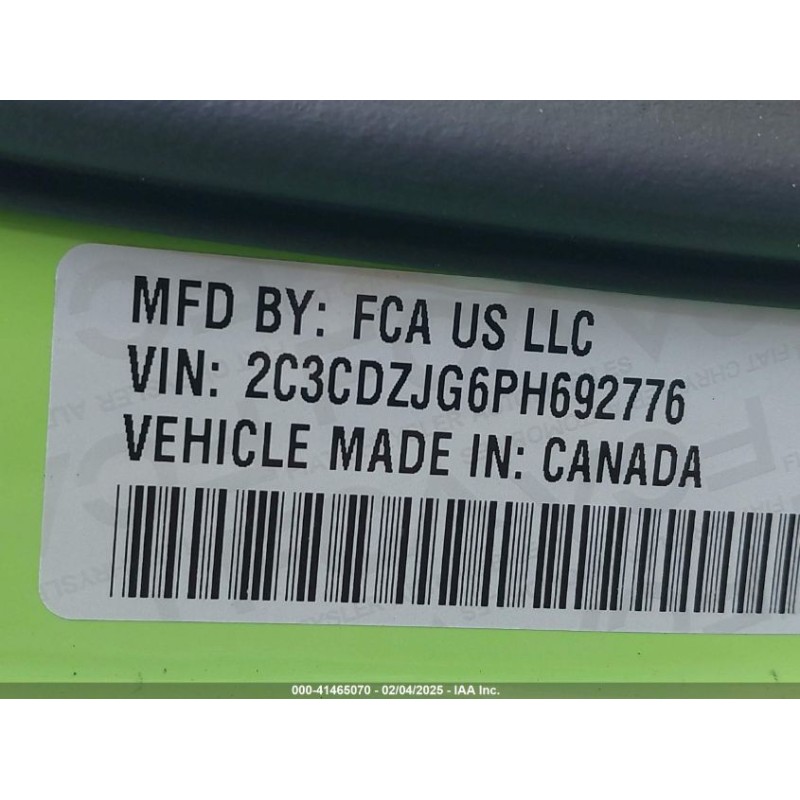 MFD BY: FCA US LLC
VIN: 2C3CDZJG6PH692776
VEHICLE MADE IN: CANADA
000-41465070 - 02/04/2025 - IAA Inc.